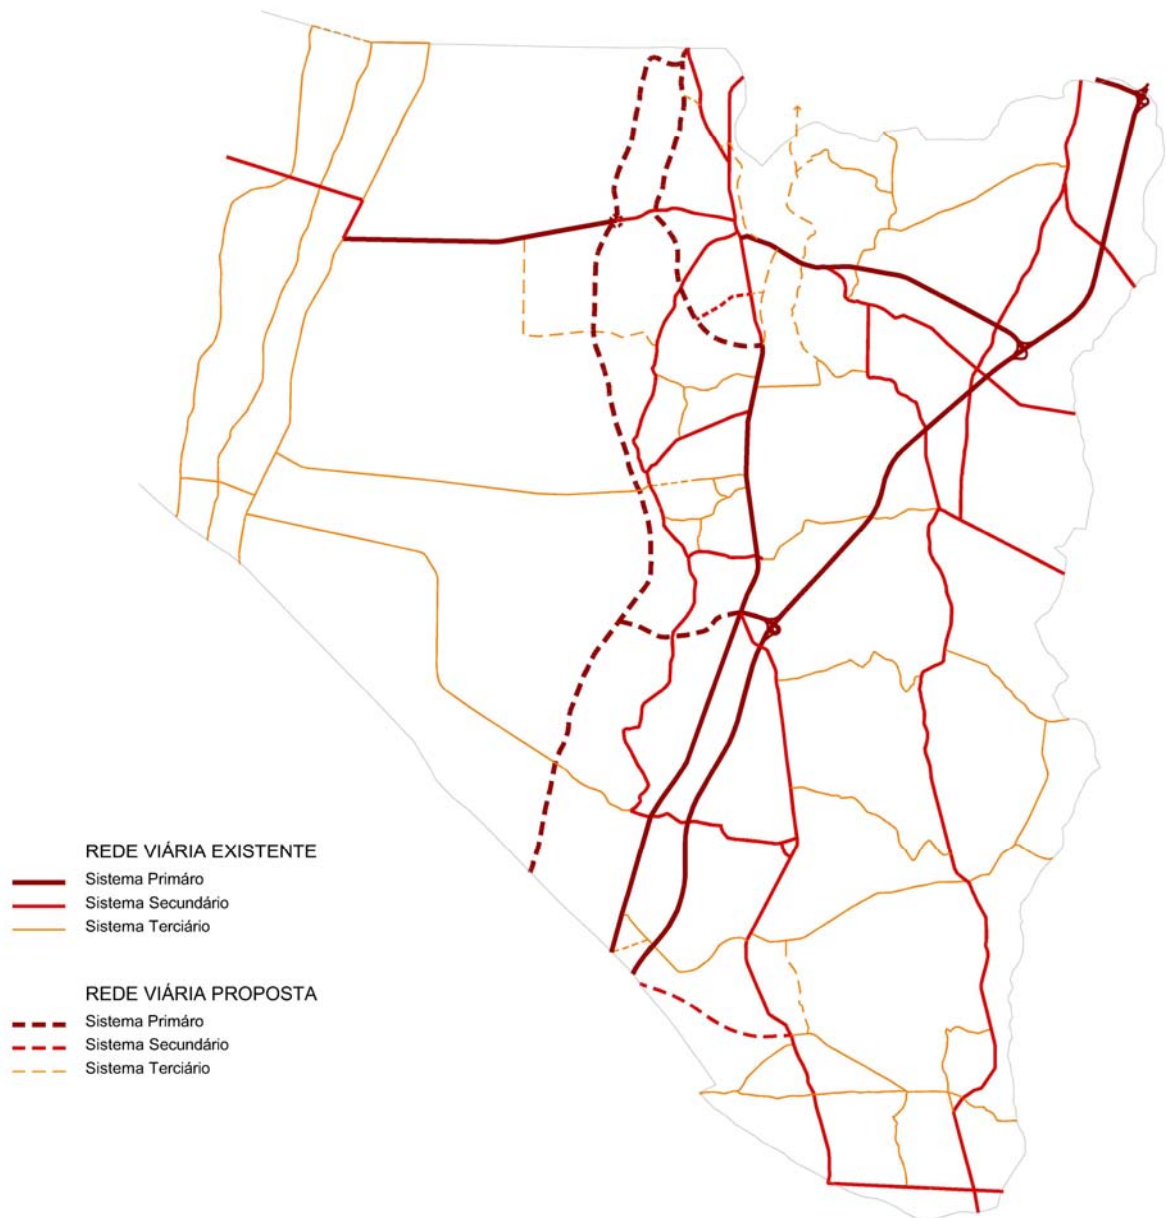 REDE VIÁRIA EXISTENTE
Sistema Primáro
Sistema Secundário
Sistema Terciário
REDE VIÁRIA PROPOSTA
Sistema Primáro
Sistema Secundário
Sistema Terciário